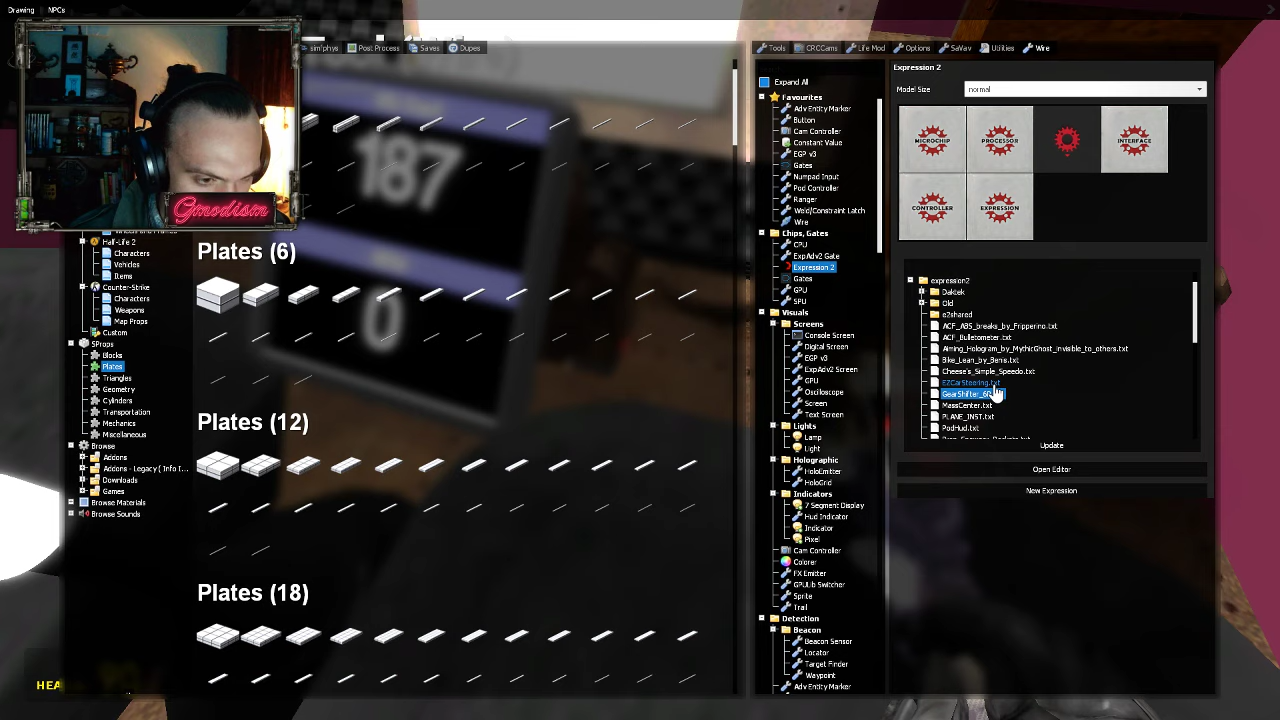 Drawing NPCs
simfphys Post Process Saves Dupes
Gmodism
187
0
Half-Life 2
Characters
Vehicles
Items
Counter-Strike
Characters
Weapons
Map Props
Custom
SProps
Blocks
Plates
Triangles
Geometry
Cylinders
Transportation
Mechanics
Miscellaneous
Browse
Addons
Addons - Legacy ( Info I...
Downloads
Games
Browse Materials
Browse Sounds
HEA
Plates (6)
Plates (12)
Plates (18)
Tools CRCCams Life Mod Options SaVav Utilities Wire
Expand All
Favourites
Adv Entity Marker
Button
Cam Controller
Constant Value
EGP v3
Gates
Numpad Input
Pod Controller
Ranger
Weld/Constraint Latch
Wire
Chips, Gates
CPU
ExpAdv2 Gate
Expression 2
Gates
GPU
SPU
Visuals
Screens
Console Screen
Digital Screen
EGP v3
ExpAdv2 Screen
GPU
Oscilloscope
Screen
Text Screen
Lights
Lamp
Light
Holographic
HoloEmitter
HoloGrid
Indicators
7 Segment Display
Hud Indicator
Indicator
Pixel
Cam Controller
Colorer
FX Emitter
GPULib Switcher
Sprite
Trail
Detection
Beacon
Beacon Sensor
Locator
Target Finder
Waypoint
Adv Entity Marker
Expression 2
Model Size normal
MICROCHIP PROCESSOR INTERFACE
CONTROLLER EXPRESSION
expression2
Daktek
Old
e2shared
ACF_ABS_breaks_by_Fripperino.txt
ACF_Bulletometer.txt
Aiming_Hologram_by_MythicGhost_invisible_to_others.txt
Bike_Lean_by_Benis.txt
Cheese's_Simple_Speedo.txt
EZCarSteering.txt
MassCenter.txt
PLANE_INST.txt
PodHud.txt
Update
Open Editor
New Expression